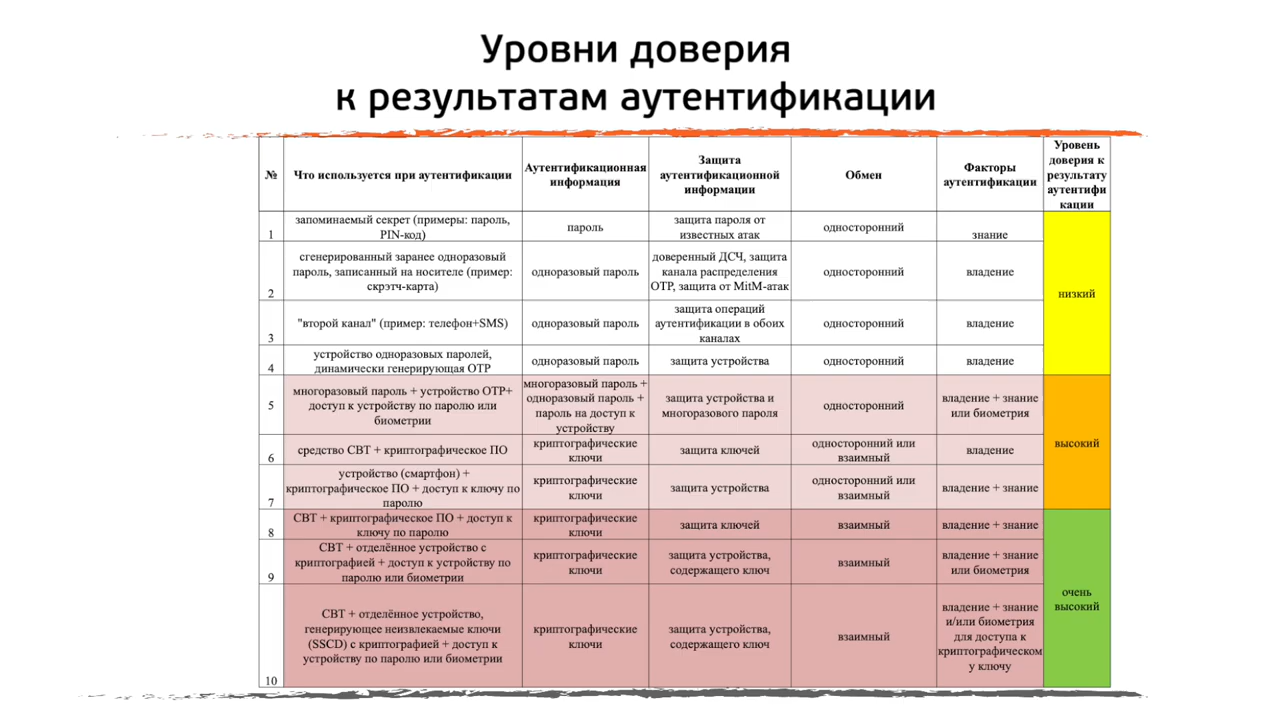 Уровни доверия
к результатам аутентификации
№
Что используется при аутентификации
Аутентификационная
информация
Защита
аутентификационной
информации
Обмен
Факторы
аутентификации
Уровень
доверия к
результату
аутентифи
кации
1
запоминаемый секрет (примеры: пароль,
PIN-код)
пароль
защита пароля от
известных атак
односторонний
знание
низкий
2
сгенерированный заранее одноразовый
пароль, записанный на носителе (пример:
скрэтч-карта)
одноразовый пароль
доверенный ДСЧ, защита
канала распределения
OTP, защита от MitM-атак
односторонний
владение
3
"второй канал" (пример: телефон+SMS)
одноразовый пароль
защита операций
аутентификации в обоих
каналах
односторонний
владение
4
устройство одноразовых паролей,
динамически генерирующая OTP
одноразовый пароль
защита устройства
односторонний
владение
5
многоразовый пароль + устройство OTP+
доступ к устройству по паролю или
биометрии
многоразовый пароль +
одноразовый пароль +
пароль на доступ к
устройству
защита устройства и
многоразового пароля
односторонний
владение + знание
или биометрия
высокий
6
средство СВТ + криптографическое ПО
криптографические
ключи
защита ключей
односторонний или
взаимный
владение
7
устройство (смартфон) +
криптографическое ПО + доступ к ключу по
паролю
криптографические
ключи
защита устройства
односторонний или
взаимный
владение + знание
8
СВТ + криптографическое ПО + доступ к
ключу по паролю
криптографические
ключи
защита ключей
взаимный
владение + знание
очень
высокий
9
СВТ + отделённое устройство с
криптографией + доступ к устройству по
паролю или биометрии
криптографические
ключи
защита устройства,
содержащего ключ
взаимный
владение + знание
или биометрия
10
СВТ + отделённое устройство,
генерирующее неизвлекаемые ключи
(SSCD) с криптографией + доступ к
устройству по паролю или биометрии
криптографические
ключи
защита устройства,
содержащего ключ
взаимный
владение + знание
и/или биометрия
для доступа к
криптографическом
у ключу